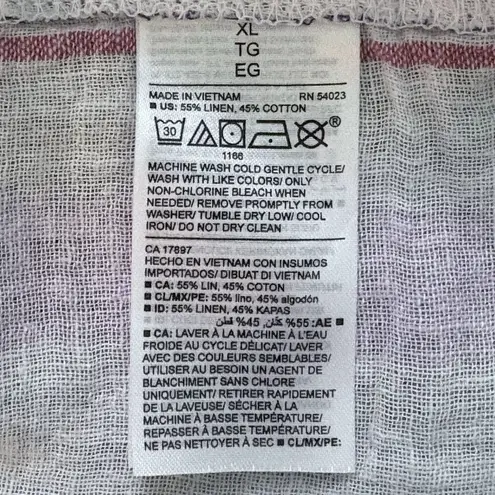 XL
TG
EG
MADE IN VIETNAM RN 54023
■ US: 55% LINEN, 45% COTTON
30
®
1166
MACHINE WASH COLD GENTLE CYCLE/
WASH WITH LIKE COLORS/ ONLY
NON-CHLORINE BLEACH WHEN
NEEDED/ REMOVE PROMPTLY FROM
WASHER/ TUMBLE DRY LOW/ COOL
IRON/ DO NOT DRY CLEAN
CA 17897
HECHO EN VIETNAM CON INSUMOS
IMPORTADOS/ DIBUAT DI VIETNAM
■ CA: 55% LIN, 45% COTON
■ CL/MX/PE: 55% lino, 45% algodón
■ ID: 55% LINEN, 45% KAPAS
■ AE: 55% كتان, 45% قطن
■ CA: LAVER À LA MACHINE À L'EAU
FROIDE AU CYCLE DÉLICAT/ LAVER
AVEC DES COULEURS SEMBLABLES/
UTILISER AU BESOIN UN AGENT DE
BLANCHIMENT SANS CHLORE
UNIQUEMENT/ RETIRER RAPIDEMENT
DE LA LAVEUSE/ SÉCHER À LA
MACHINE À BASSE TEMPÉRATURE/
REPASSER À BASSE TEMPÉRATURE/
NE PAS NETTOYER À SEC ■ CL/MX/PE: